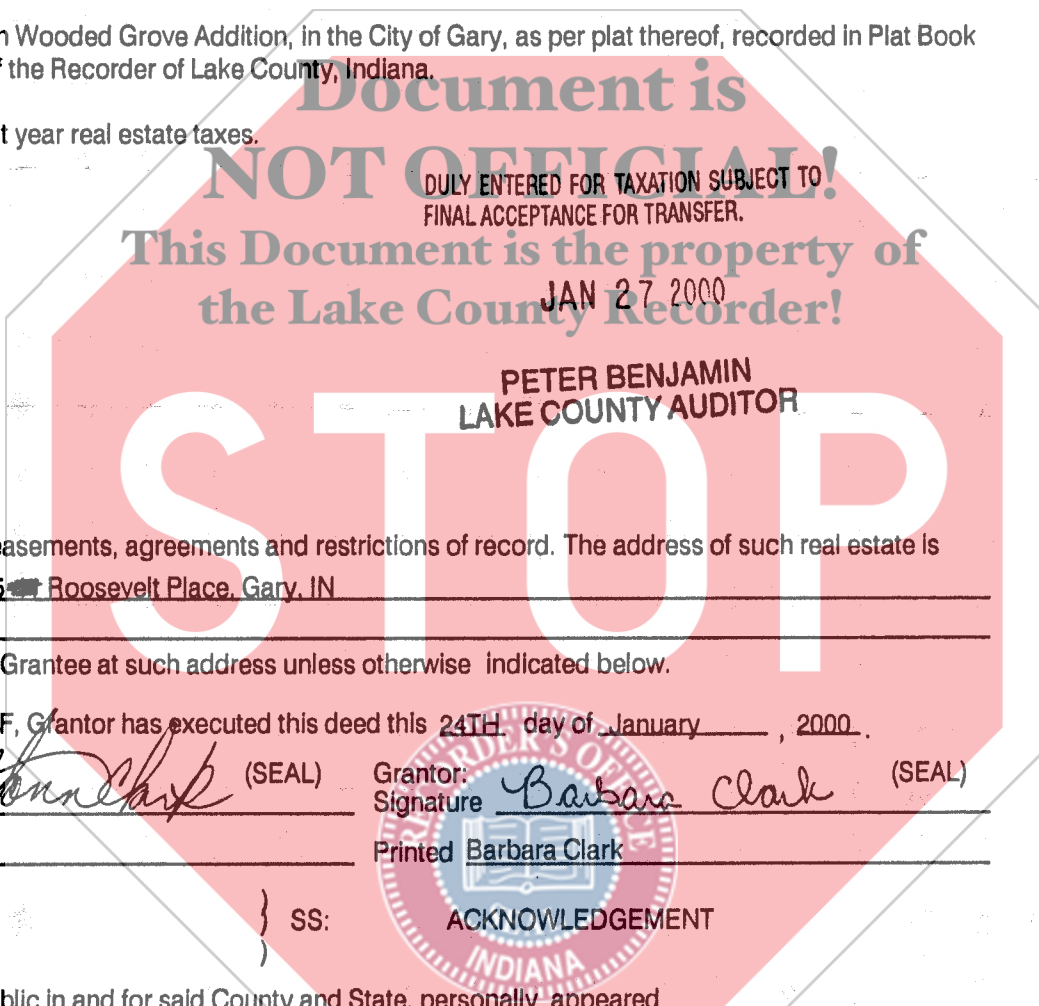 n Wooded Grove Addition, in the City of Gary, as per plat thereof, recorded in Plat Book
f the Recorder of Lake County, Indiana.
Document is
t year real estate taxes.
NOT OFFICIAL!
DULY ENTERED FOR TAXATION SUBJECT TO
FINAL ACCEPTANCE FOR TRANSFER.
This Document is the property of
the Lake County Recorder!
JAN 27 2000
PETER BENJAMIN
LAKE COUNTY AUDITOR
STOP
easements, agreements and restrictions of record. The address of such real estate is
5 Roosevelt Place, Gary, IN
Grantee at such address unless otherwise indicated below.
F, Grantor has executed this deed this 24TH day of January, 2000.
Clark (SEAL) Grantor: (SEAL)
Signature Barbara Clark
Printed Barbara Clark
RECORDER'S OFFICE
SS: ACKNOWLEDGEMENT
INDIANA
blic in and for said County and State, personally appeared